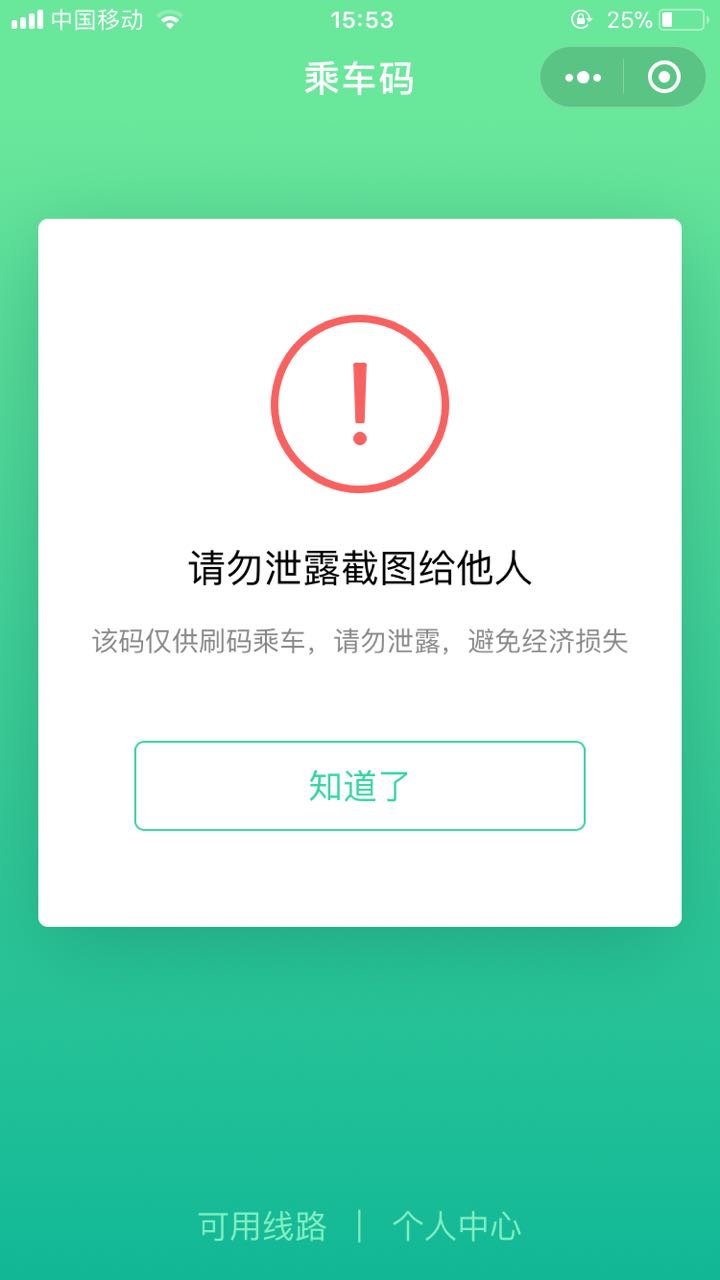 中国移动
15:53
25%
乘车码
请勿泄露截图给他人
该码仅供刷码乘车，请勿泄露，避免经济损失
知道了
可用线路 | 个人中心